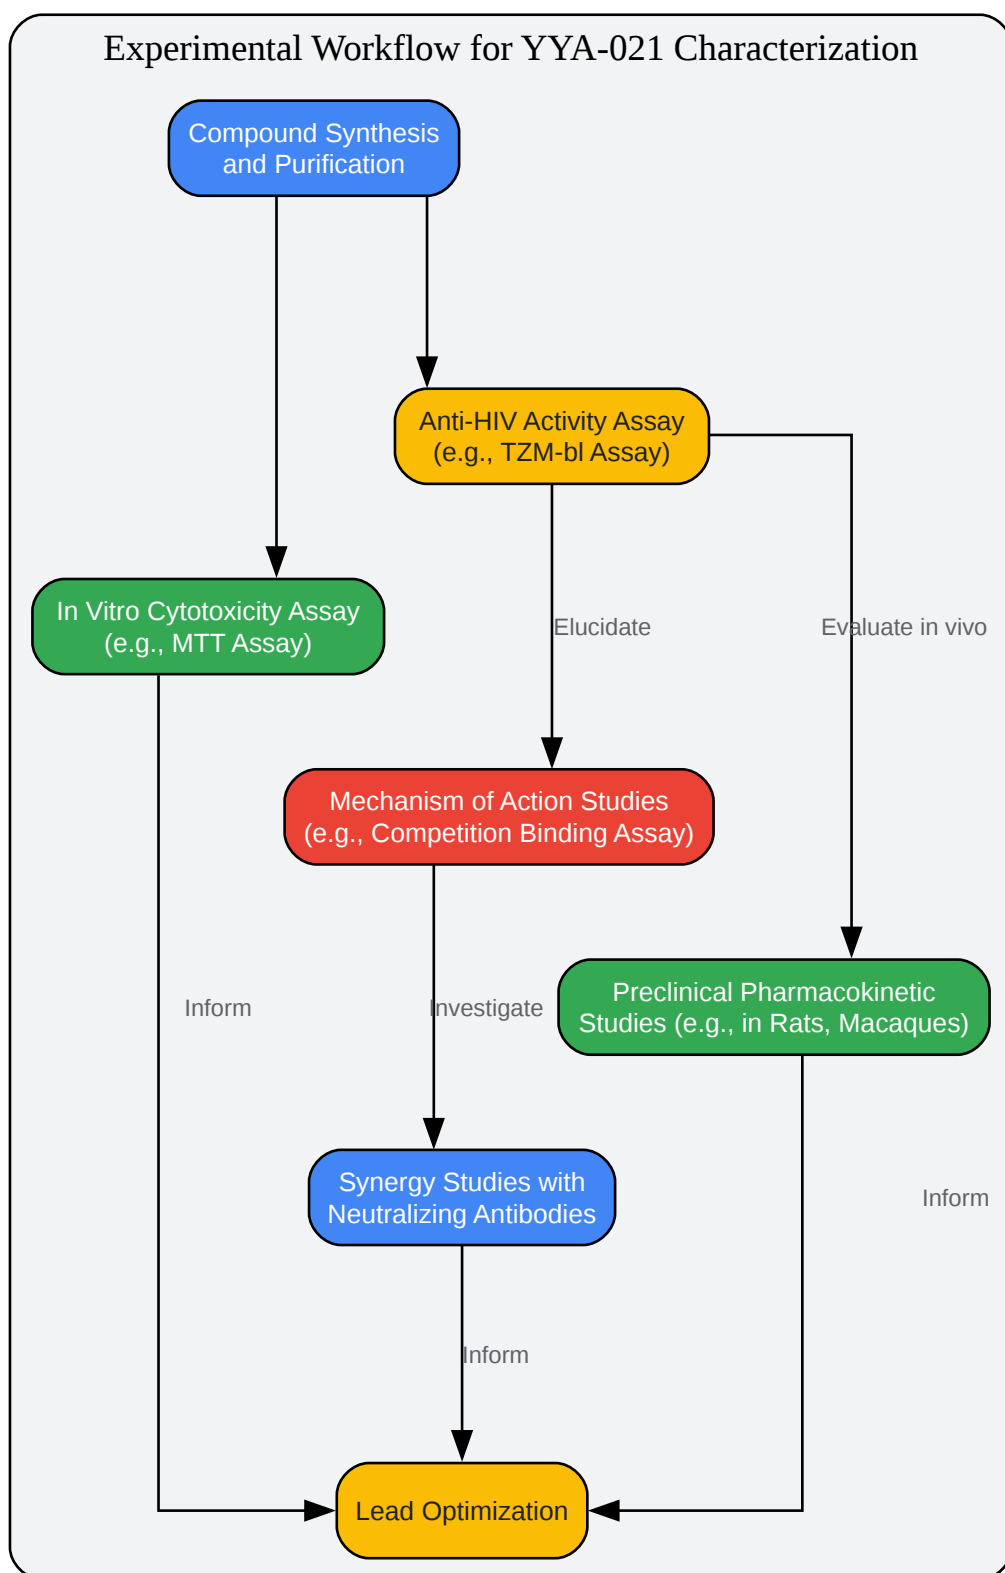 Experimental Workflow for YYA-021 Characterization
Compound Synthesis
and Purification
Anti-HIV Activity Assay
(e.g., TZM-bl Assay)
In Vitro Cytotoxicity Assay
(e.g., MTT Assay)
Elucidate
Evaluate in vivo
Mechanism of Action Studies
(e.g., Competition Binding Assay)
Inform
Investigate
Preclinical Pharmacokinetic
Studies (e.g., in Rats, Macaques)
Synergy Studies with
Neutralizing Antibodies
Inform
Inform
Lead Optimization